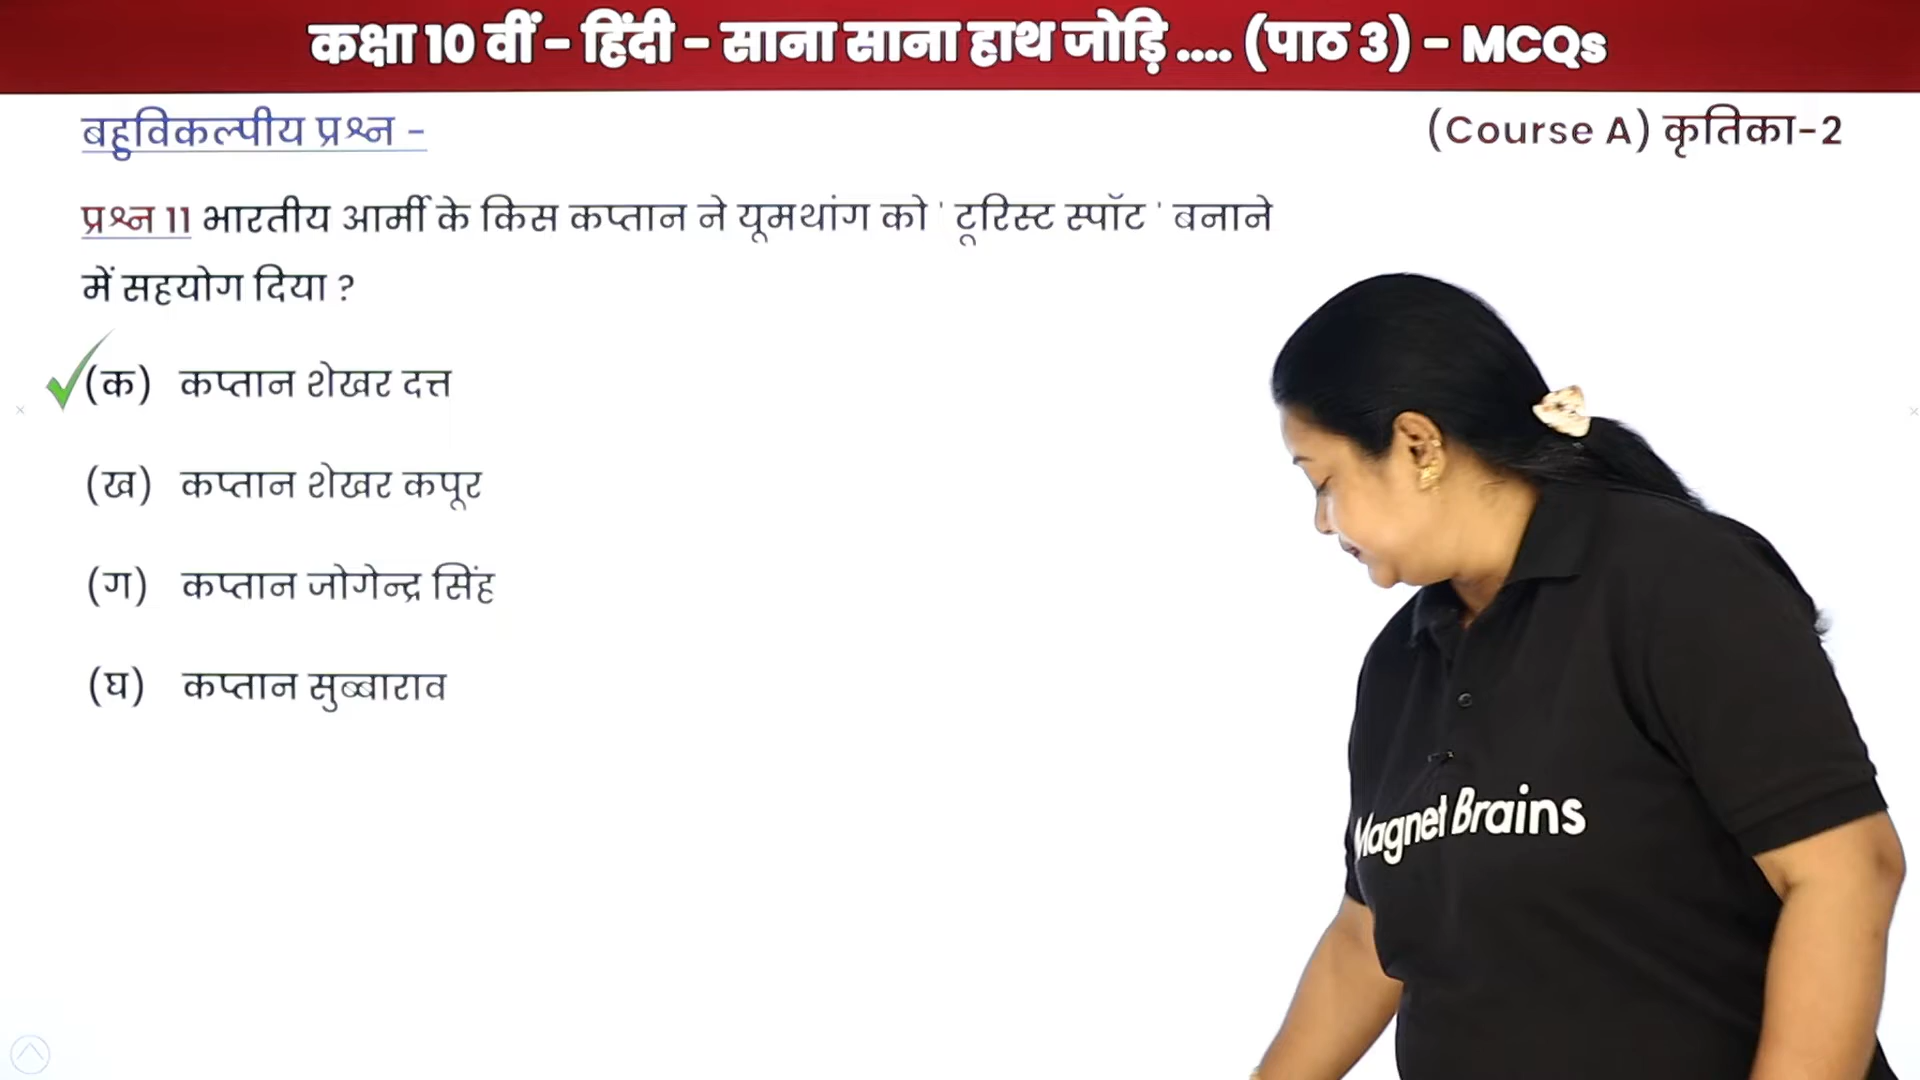 कक्षा 10 वीं - हिंदी - साना साना हाथ जोड़ि .... (पाठ 3) - MCQs
बहुविकल्पीय प्रश्न -
(Course A) कृतिका-2
प्रश्न 11 भारतीय आर्मी के किस कप्तान ने यूमथांग को ' टूरिस्ट स्पॉट ' बनाने
में सहयोग दिया ?
(क) कप्तान शेखर दत्त
(ख) कप्तान शेखर कपूर
(ग) कप्तान जोगेन्द्र सिंह
(घ) कप्तान सुब्बाराव
Magnet Brains